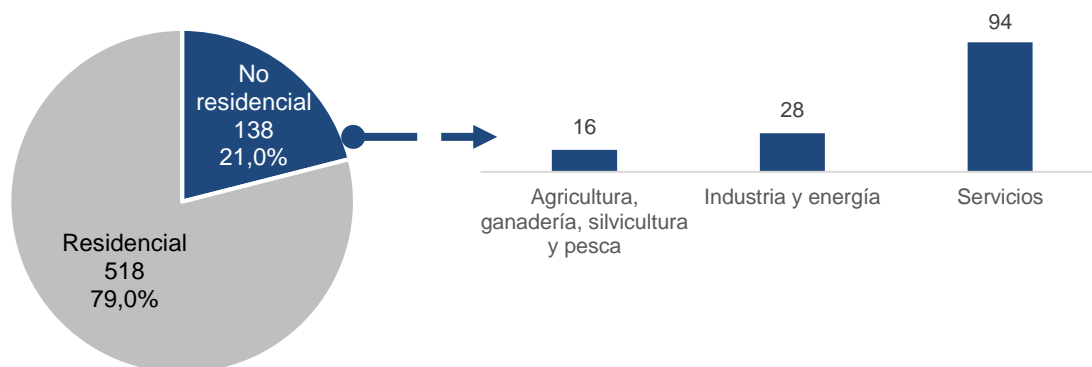 No
residencial
138
21,0%
Residencial
518
79,0%
16
28
94
Agricultura,
ganadería, silvicultura
y pesca
Industria y energía
Servicios